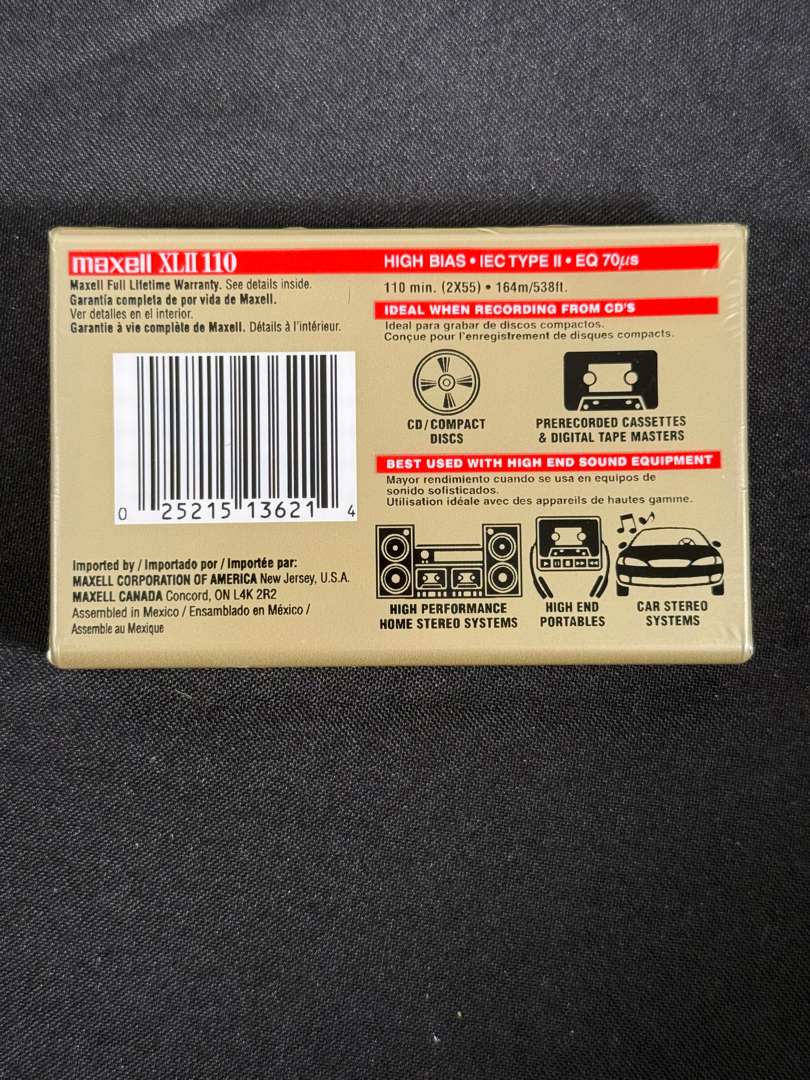 maxell XLII 110
Maxell Full Lifetime Warranty. See details inside.
Garantía completa de por vida de Maxell.
Ver detalles en el interior.
Garantie à vie complète de Maxell. Détails à l'intérieur.
0 25215 13621 4
Imported by / Importado por / Importée par:
MAXELL CORPORATION OF AMERICA New Jersey, U.S.A.
MAXELL CANADA Concord, ON L4K 2R2
Assembled in Mexico / Ensamblado en México /
Assemble au Mexique
HIGH BIAS • IEC TYPE II • EQ 70µs
110 min. (2X55) • 164m/538ft.
IDEAL WHEN RECORDING FROM CD'S
Ideal para grabar de discos compactos.
Conçue pour l'enregistrement de disques compacts.
CD/COMPACT
DISCS
PRERECORDED CASSETTES
& DIGITAL TAPE MASTERS
BEST USED WITH HIGH END SOUND EQUIPMENT
Mayor rendimiento cuando se usa en equipos de
sonido sofisticados.
Utilisation idéale avec des appareils de hautes gamme.
HIGH PERFORMANCE
HOME STEREO SYSTEMS
HIGH END
PORTABLES
CAR STEREO
SYSTEMS